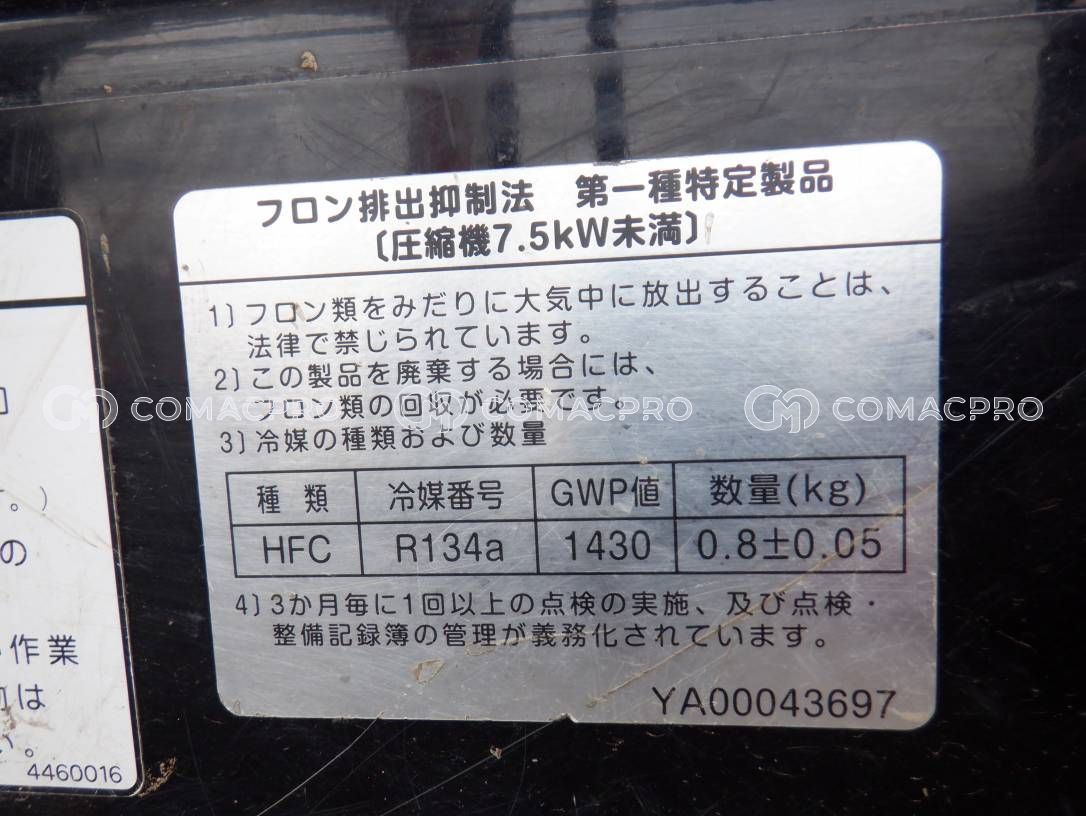 フロン排出抑制法　第一種特定製品
〔圧縮機7.5kW未満〕
1) フロン類をみだりに大気中に放出することは、
法律で禁じられています。
2) この製品を廃棄する場合には、
フロン類の回収が必要です。
3) 冷媒の種類および数量
種類 冷媒番号 GWP値 数量(kg)
HFC R134a 1430 0.8±0.05
4) 3か月毎に1回以上の点検の実施、及び点検・
整備記録簿の管理が義務化されています。
YA00043697
。)
の
作業
は
。
4460016
COMACPRO COMACPRO COMACPRO